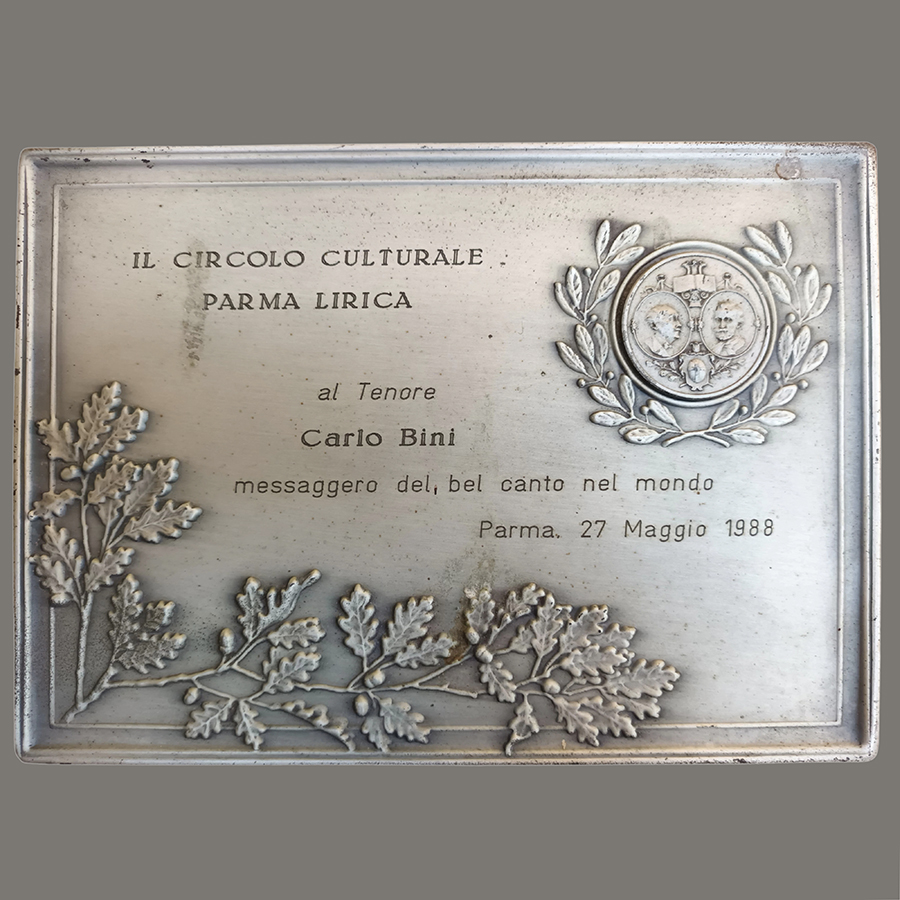 IL CIRCOLO CULTURALE
PARMA LIRICA
al Tenore
Carlo Bini
messaggero del bel canto nel mondo
Parma. 27 Maggio 1988